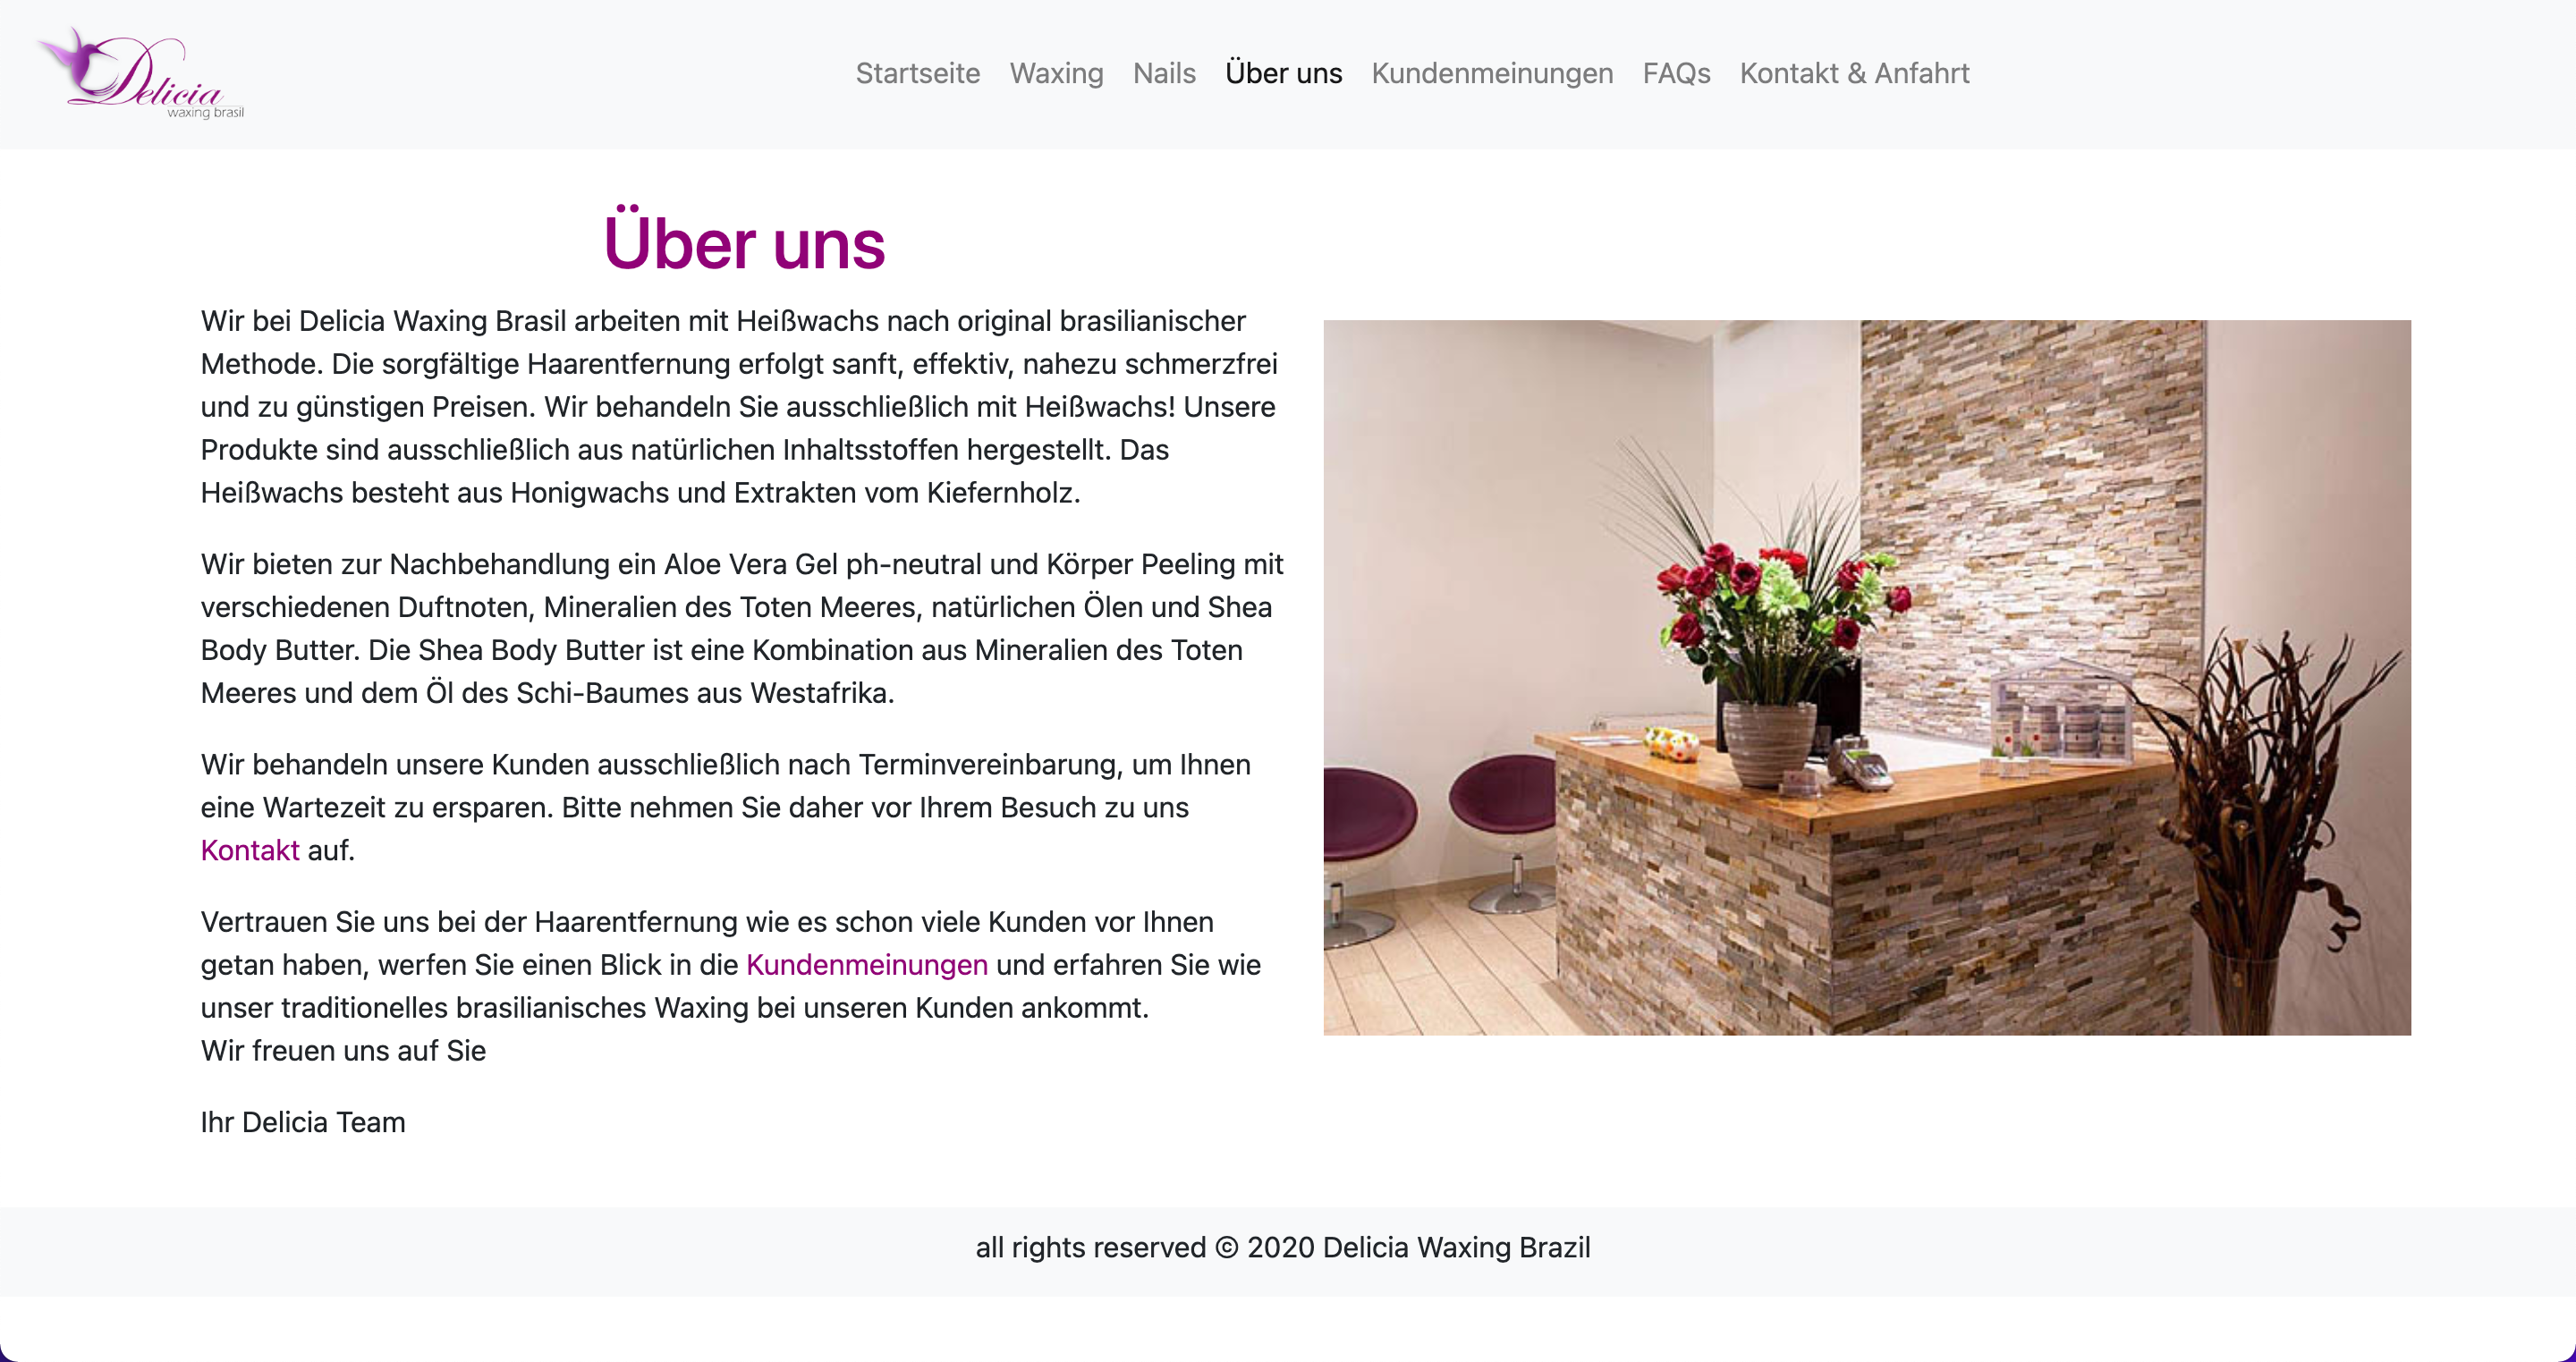 Delicia
waxing brasil
Startseite Waxing Nails Über uns Kundenmeinungen FAQs Kontakt & Anfahrt
Über uns
Wir bei Delicia Waxing Brasil arbeiten mit Heißwachs nach original brasilianischer
Methode. Die sorgfältige Haarentfernung erfolgt sanft, effektiv, nahezu schmerzfrei
und zu günstigen Preisen. Wir behandeln Sie ausschließlich mit Heißwachs! Unsere
Produkte sind ausschließlich aus natürlichen Inhaltsstoffen hergestellt. Das
Heißwachs besteht aus Honigwachs und Extrakten vom Kiefernholz.
Wir bieten zur Nachbehandlung ein Aloe Vera Gel ph-neutral und Körper Peeling mit
verschiedenen Duftnoten, Mineralien des Toten Meeres, natürlichen Ölen und Shea
Body Butter. Die Shea Body Butter ist eine Kombination aus Mineralien des Toten
Meeres und dem Öl des Schi-Baumes aus Westafrika.
Wir behandeln unsere Kunden ausschließlich nach Terminvereinbarung, um Ihnen
eine Wartezeit zu ersparen. Bitte nehmen Sie daher vor Ihrem Besuch zu uns
Kontakt auf.
Vertrauen Sie uns bei der Haarentfernung wie es schon viele Kunden vor Ihnen
getan haben, werfen Sie einen Blick in die Kundenmeinungen und erfahren Sie wie
unser traditionelles brasilianisches Waxing bei unseren Kunden ankommt.
Wir freuen uns auf Sie
Ihr Delicia Team
all rights reserved © 2020 Delicia Waxing Brazil